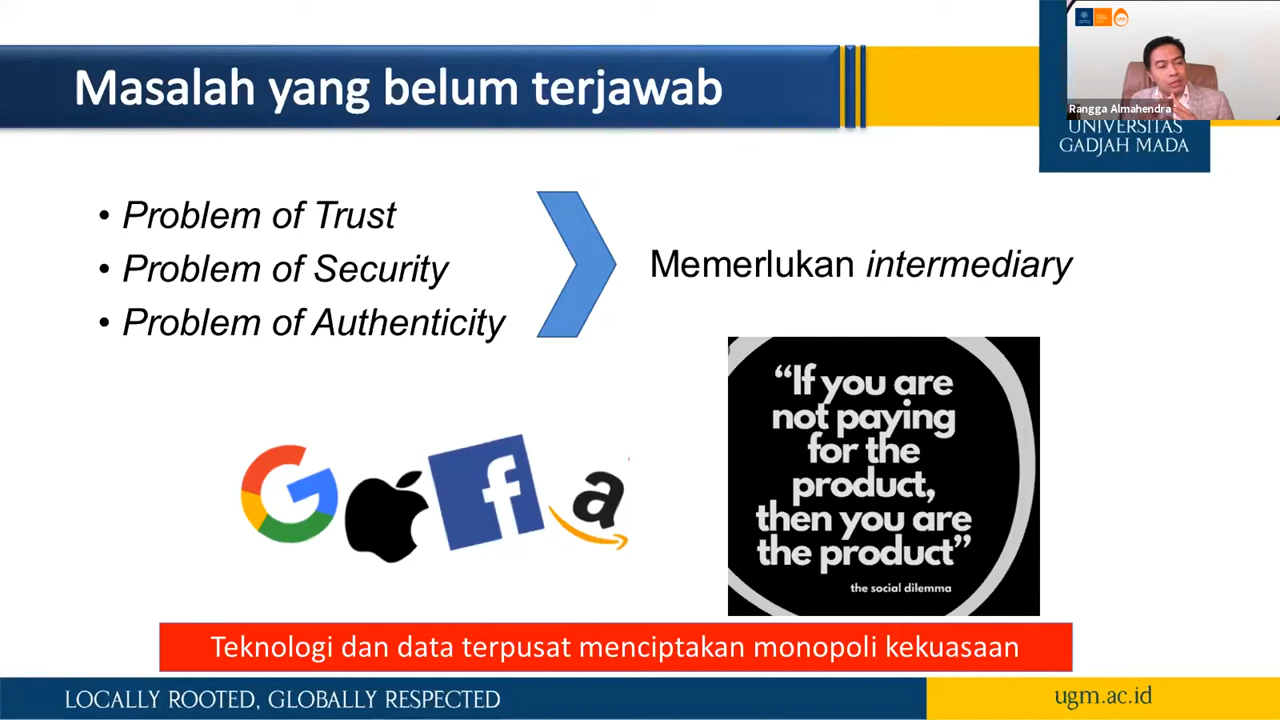 Masalah yang belum terjawab
Rangga Almahendra
UNIVERSITAS
GADJAH MADA
• Problem of Trust
• Problem of Security
• Problem of Authenticity
Memerlukan intermediary
“If you are
not paying
for the
product,
then you are
the product”
the social dilemma
Teknologi dan data terpusat menciptakan monopoli kekuasaan
LOCALLY ROOTED, GLOBALLY RESPECTED
ugm.ac.id